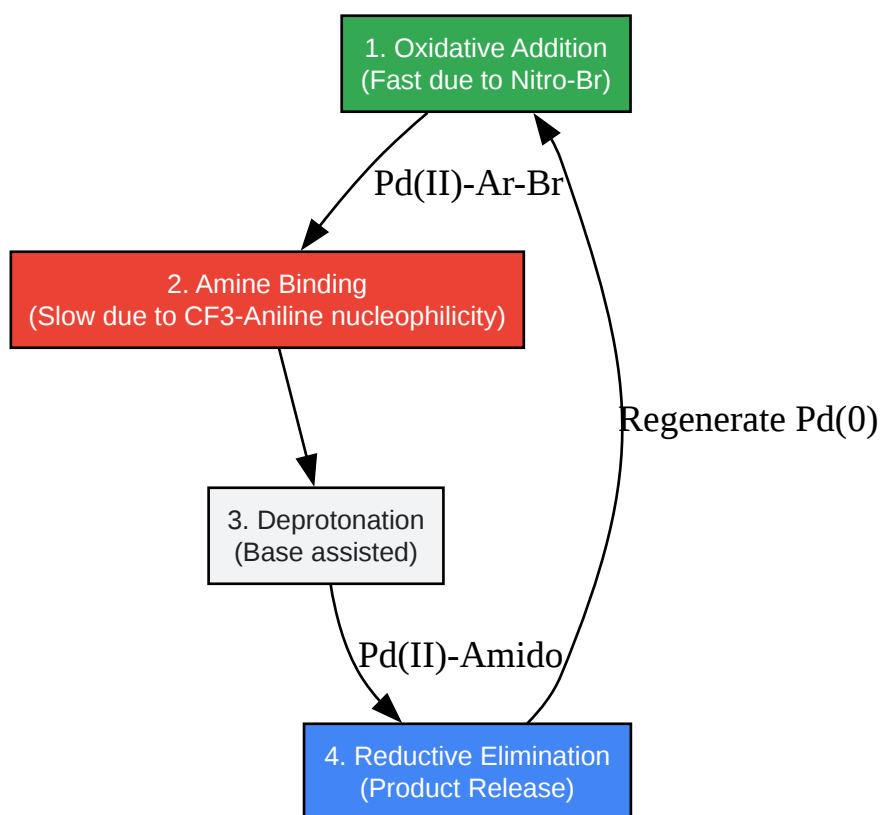 1. Oxidative Addition
(Fast due to Nitro-Br)
Pd(II)-Ar-Br
2. Amine Binding
(Slow due to CF3-Aniline nucleophilicity)
Regenerate Pd(0)
3. Deprotonation
(Base assisted)
Pd(II)-Amido
4. Reductive Elimination
(Product Release)